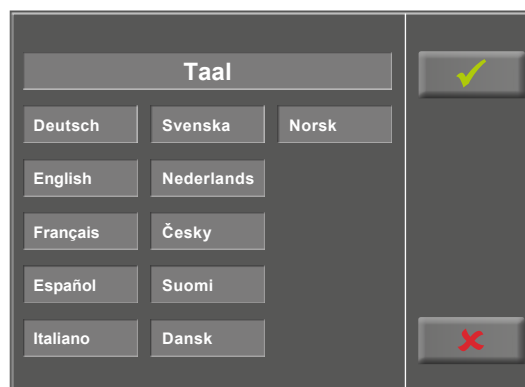 Taal
Deutsch Svenska Norsk
English Nederlands
Français Česky
Español Suomi
Italiano Dansk